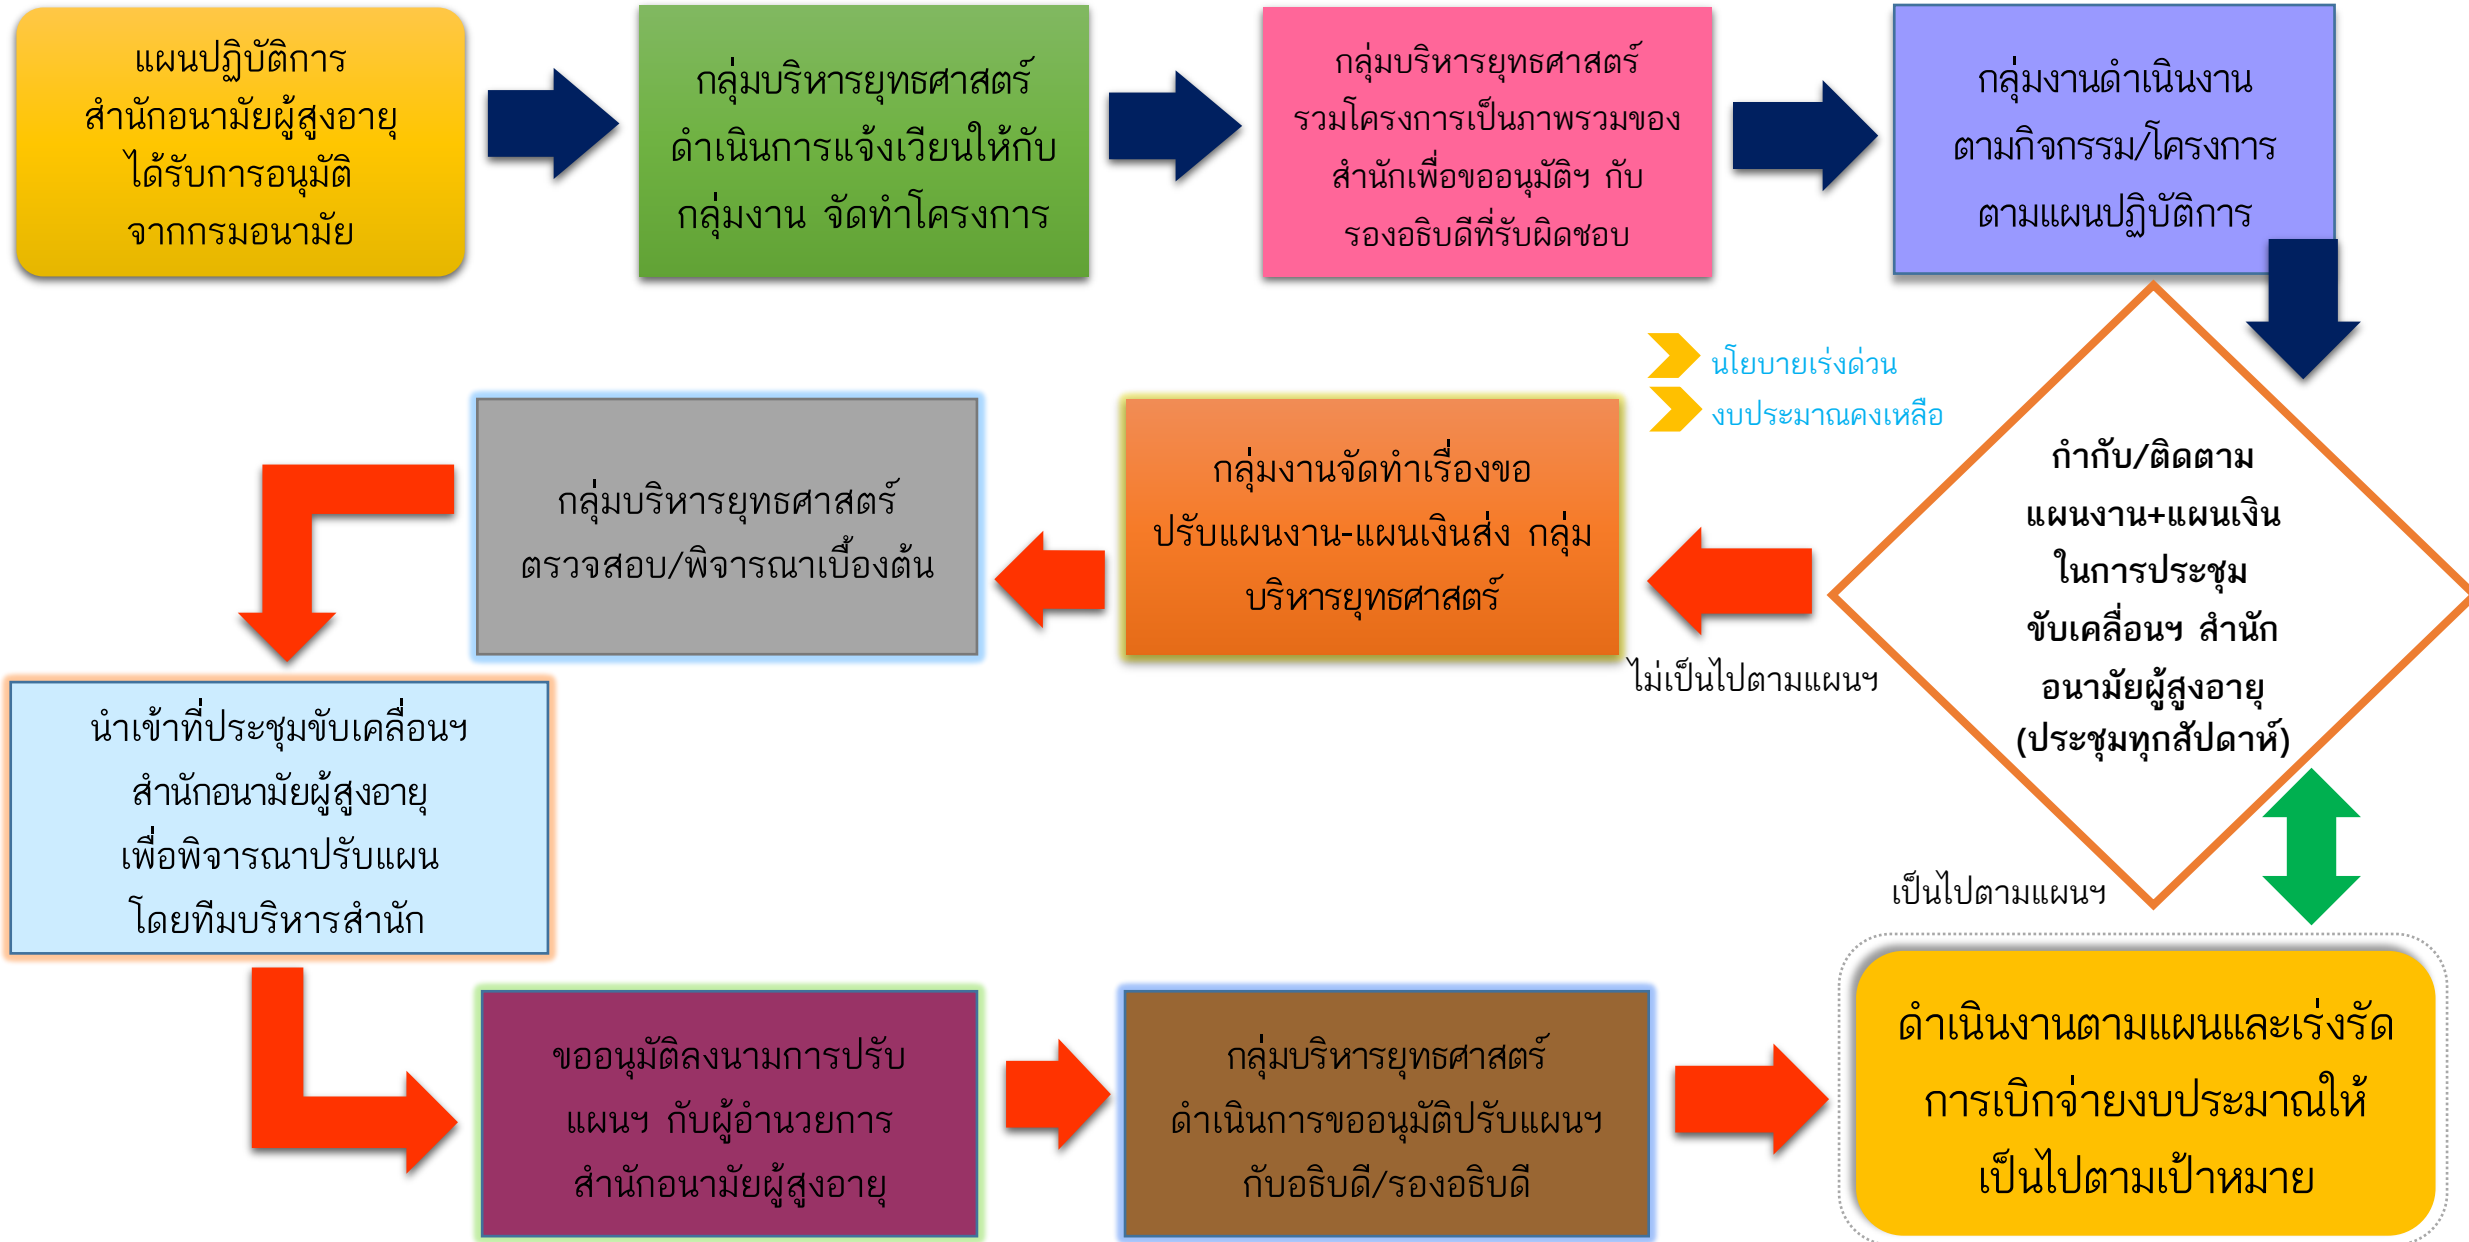 แผนปฏิบัติการ
สำนักอนามัยผู้สูงอายุ
ได้รับการอนุมัติ
จากกรมอนามัย
กลุ่มบริหารยุทธศาสตร์
ดำเนินการแจ้งเวียนให้กับ
กลุ่มงาน จัดทำโครงการ
กลุ่มบริหารยุทธศาสตร์
รวมโครงการเป็นภาพรวมของ
สำนักเพื่อขออนุมัติฯ กับ
รองอธิบดีที่รับผิดชอบ
กลุ่มงานดำเนินงาน
ตามกิจกรรม/โครงการ
ตามแผนปฏิบัติการ
นโยบายเร่งด่วน
งบประมาณคงเหลือ
กำกับ/ติดตาม
แผนงาน+แผนเงิน
ในการประชุม
ขับเคลื่อนฯ สำนัก
อนามัยผู้สูงอายุ
(ประชุมทุกสัปดาห์)
ไม่เป็นไปตามแผนฯ
กลุ่มงานจัดทำเรื่องขอ
ปรับแผนงาน-แผนเงินส่ง กลุ่ม
บริหารยุทธศาสตร์
กลุ่มบริหารยุทธศาสตร์
ตรวจสอบ/พิจารณาเบื้องต้น
นำเข้าที่ประชุมขับเคลื่อนฯ
สำนักอนามัยผู้สูงอายุ
เพื่อพิจารณาปรับแผน
โดยทีมบริหารสำนัก
ขออนุมัติลงนามการปรับ
แผนฯ กับผู้อำนวยการ
สำนักอนามัยผู้สูงอายุ
กลุ่มบริหารยุทธศาสตร์
ดำเนินการขออนุมัติปรับแผนฯ
กับอธิบดี/รองอธิบดี
เป็นไปตามแผนฯ
ดำเนินงานตามแผนและเร่งรัด
การเบิกจ่ายงบประมาณให้
เป็นไปตามเป้าหมาย